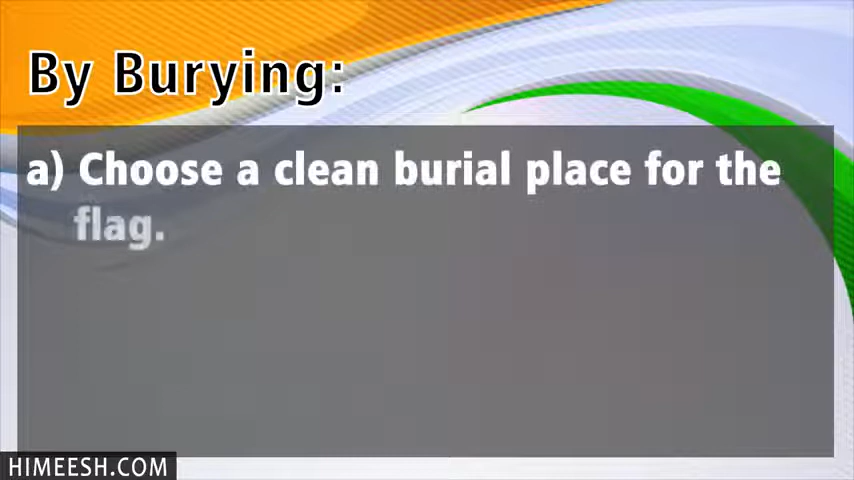 By Burying:
a) Choose a clean burial place for the
flag.
HIMEESH.COM